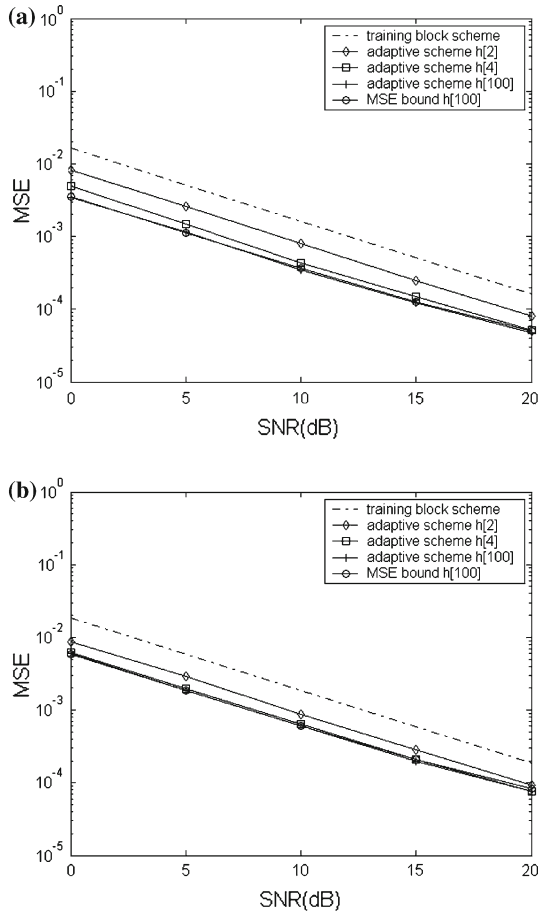 (a)
10^0
10^-1
10^-2
10^-3
10^-4
10^-5
MSE
0 5 10 15 20
SNR(dB)
training block scheme
adaptive scheme h[2]
adaptive scheme h[4]
adaptive scheme h[100]
MSE bound h[100]
(b)
10^0
10^-1
10^-2
10^-3
10^-4
10^-5
MSE
0 5 10 15 20
SNR(dB)
training block scheme
adaptive scheme h[2]
adaptive scheme h[4]
adaptive scheme h[100]
MSE bound h[100]